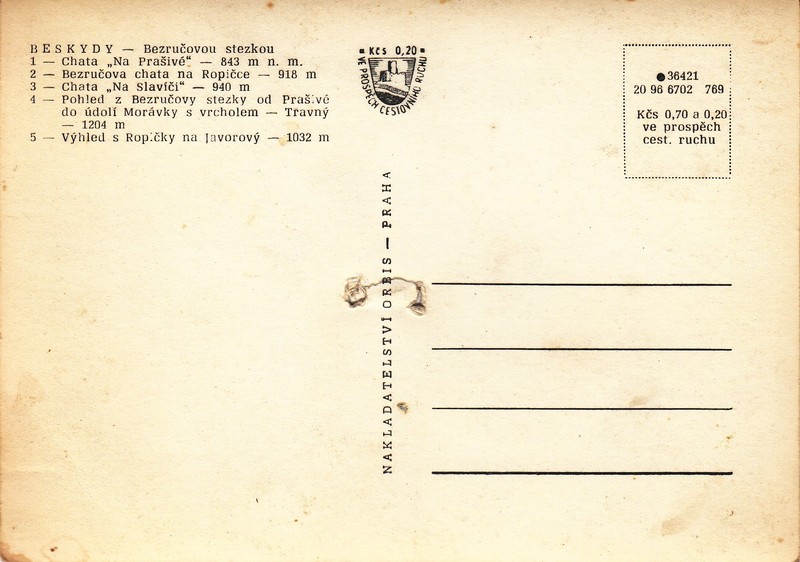 BESKYDY — Bezručovou stezkou
1 — Chata „Na Prašivé“ — 843 m n. m.
2 — Bezručova chata na Ropičce — 918 m
3 — Chata „Na Slavíči“ — 940 m
4 — Pohled z Bezručovy stezky od Prašivé
do údolí Morávky s vrcholem — Travný
— 1204 m
5 — Výhled s Ropičky na Javorový — 1032 m
Kčs 0,20
VE PROSPĚCH CESTOVNÍHO RUCHU
36421
20 96 6702 769
Kčs 0,70 a 0,20
ve prospěch
cest. ruchu
NAKLADATELSTVÍ ORBIS — PRAHA